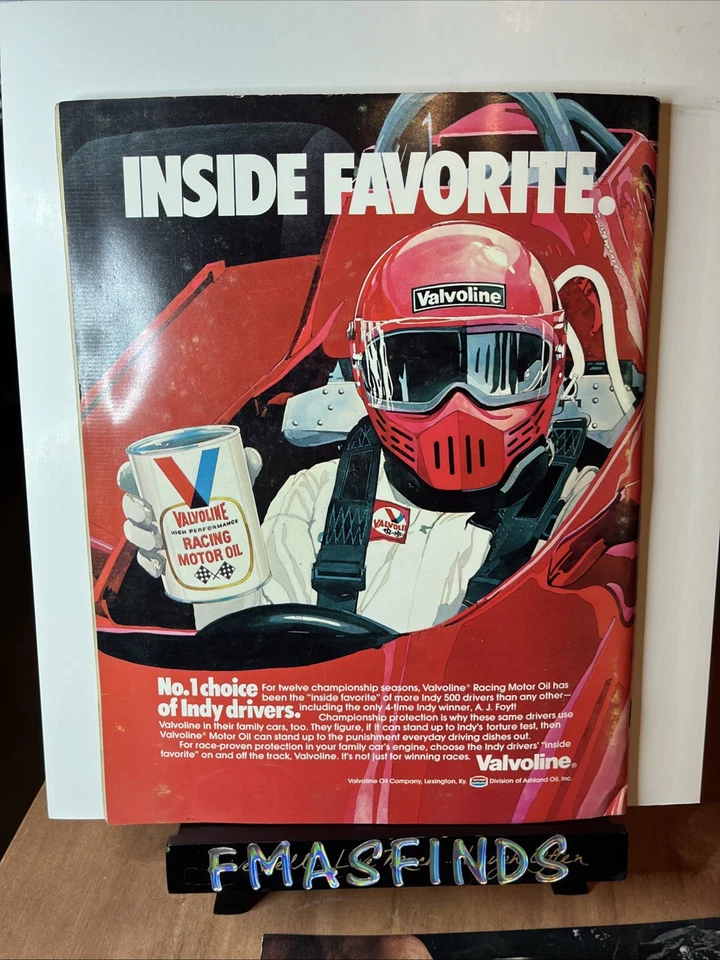 INSIDE FAVORITE.
Valvoline
VALVOLINE
HIGH PERFORMANCE
RACING
MOTOR OIL
VALVOLINE
No.1 choice
of Indy drivers.
For twelve championship seasons, Valvoline® Racing Motor Oil has
been the "inside favorite" of more Indy 500 drivers than any other—
including the only 4-time Indy winner, A. J. Foyt!
Championship protection is why these same drivers use
Valvoline in their family cars, too. They figure, if it can stand up to Indy's torture test, then
Valvoline® Motor Oil can stand up to the punishment everyday driving dishes out.
For race-proven protection in your family car's engine, choose the Indy drivers' "inside
favorite" on and off the track, Valvoline. It's not just for winning races.
Valvoline®
Valvoline Oil Company, Lexington, Ky. Division of Ashland Oil, Inc.
FMASFINDS